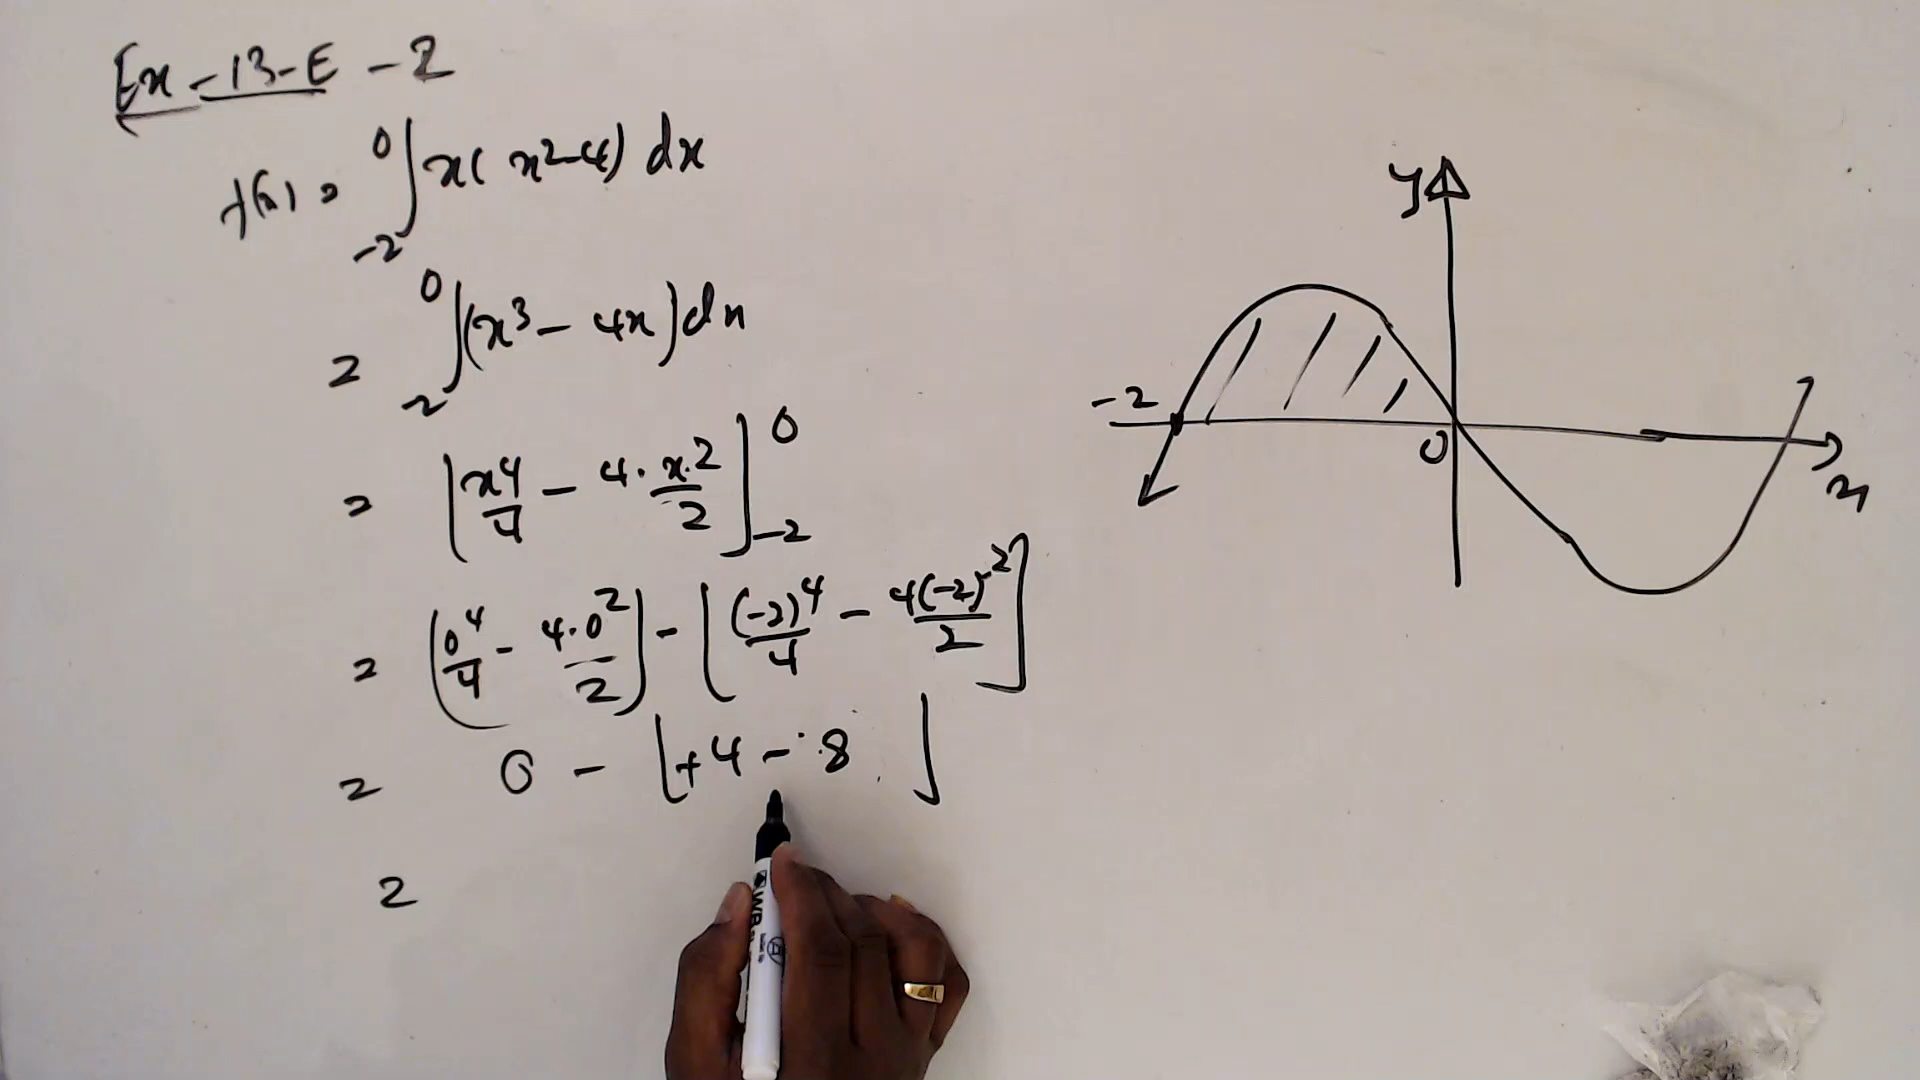 Ex-13-E-2
f(x) = ∫_{-2}^{0} x(x²-4) dx
= ∫_{-2}^{0} (x³ - 4x) dx
= [x⁴/4 - 4·x²/2]_{-2}^{0}
= (0⁴/4 - 4·0²/2) - [(-2)⁴/4 - 4(-2)²/2]
= 0 - [+4 - 8 ]
=
y
-2
0
x